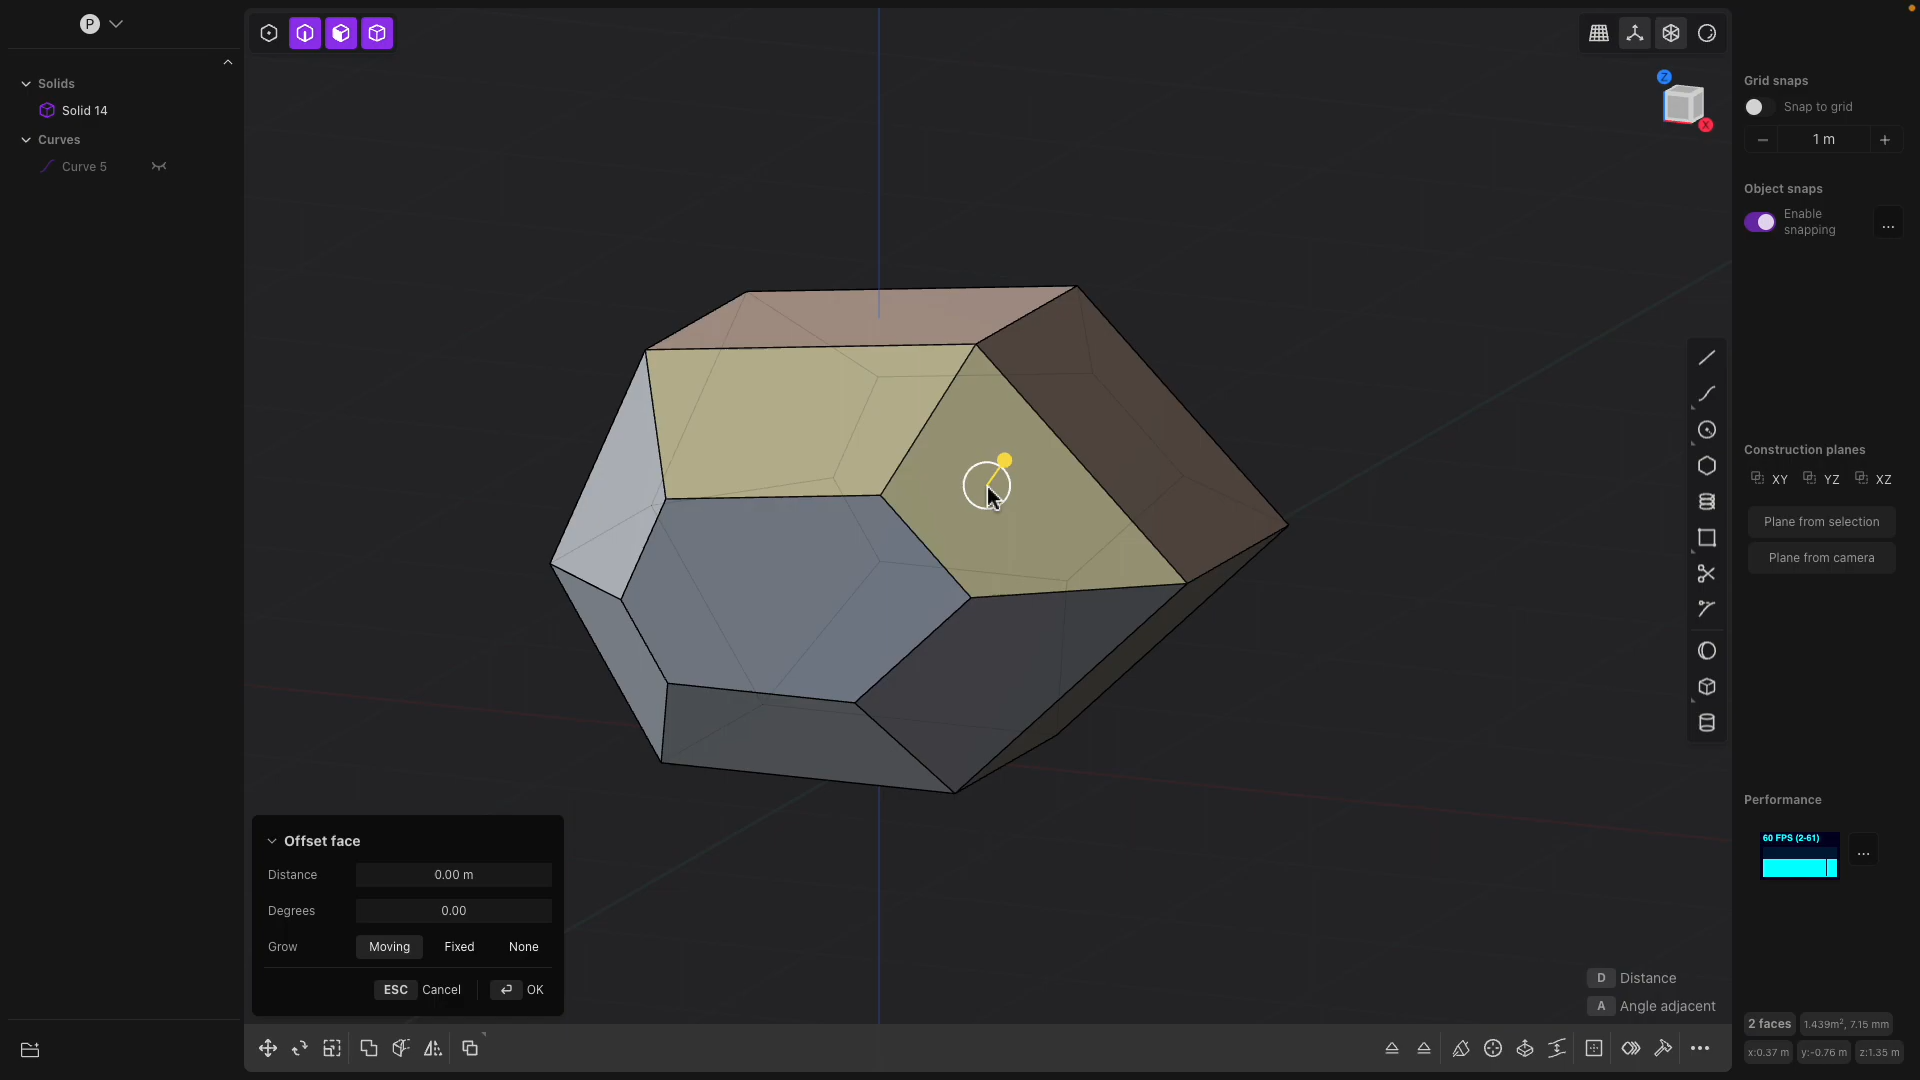 P
Solids
Solid 14
Curves
Curve 5
Z
X
Grid snaps
Snap to grid
1 m
Object snaps
Enable
snapping
...
Construction planes
XY YZ XZ
Plane from selection
Plane from camera
Performance
60 FPS (2-61)
...
Offset face
Distance 0.00 m
Degrees 0.00
Grow Moving Fixed None
ESC Cancel OK
D Distance
A Angle adjacent
2 faces 1.439m², 7.15 mm
x:0.37 m y:-0.76 m z:1.35 m